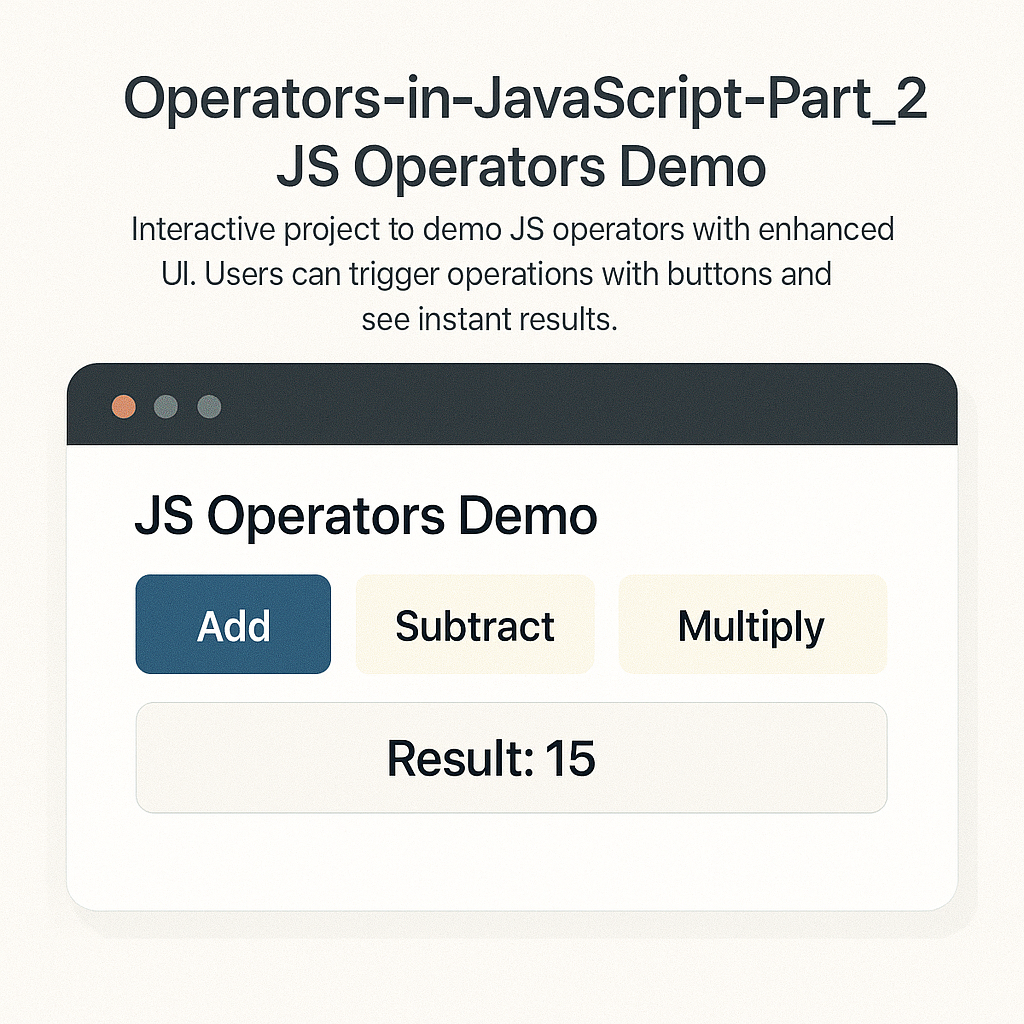 Operators-in-JavaScript-Part_2
JS Operators Demo
Interactive project to demo JS operators with enhanced
UI. Users can trigger operations with buttons and
see instant results.
JS Operators Demo
Add
Subtract
Multiply
Result: 15